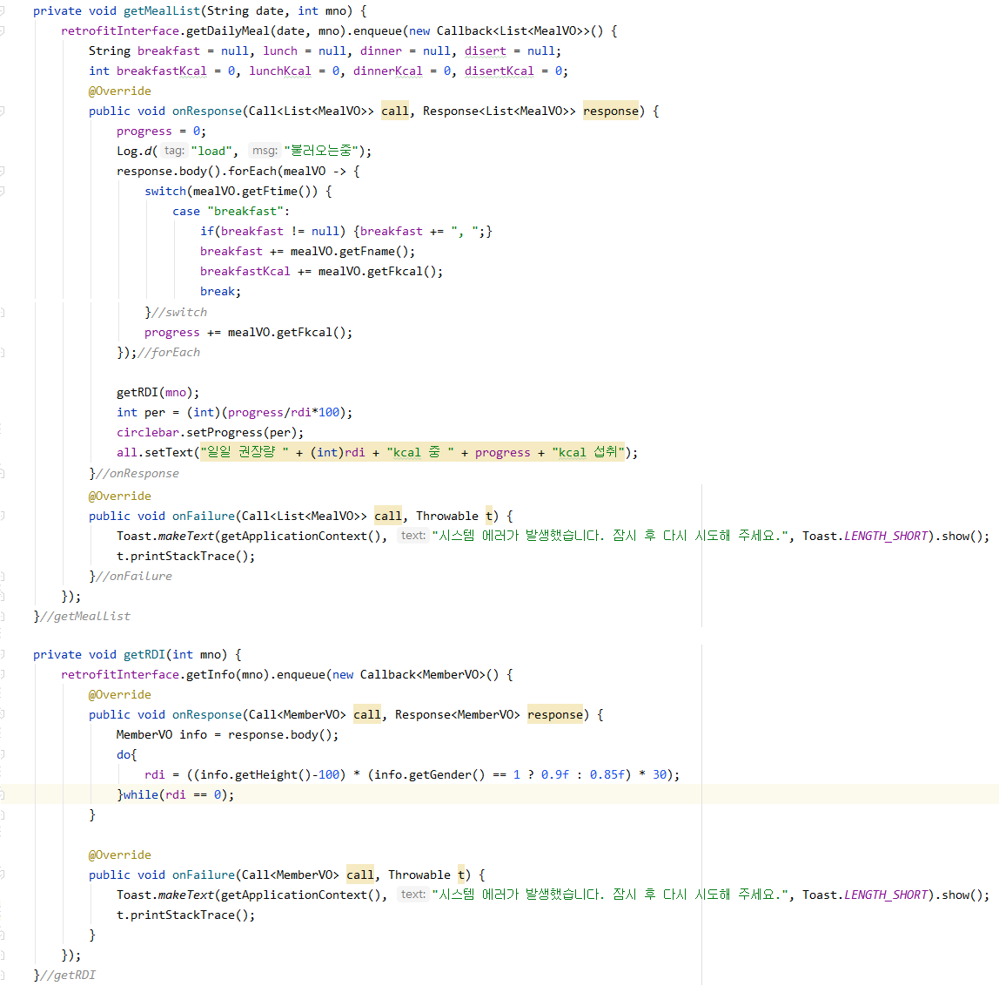 private void getMealList(String date, int mno) {
retrofitInterface.getDailyMeal(date, mno).enqueue(new Callback<List<MealVO>>() {
String breakfast = null, lunch = null, dinner = null, disert = null;
int breakfastKcal = 0, lunchKcal = 0, dinnerKcal = 0, disertKcal = 0;
@Override
public void onResponse(Call<List<MealVO>> call, Response<List<MealVO>> response) {
progress = 0;
Log.d( tag: "load", msg: "불러오는중");
response.body().forEach(mealVO -> {
switch(mealVO.getFtime()) {
case "breakfast":
if(breakfast != null) {breakfast += ", ";}
breakfast += mealVO.getFname();
breakfastKcal += mealVO.getFkcal();
break;
}//switch
progress += mealVO.getFkcal();
});//forEach
getRDI(mno);
int per = (int)(progress/rdi*100);
circlebar.setProgress(per);
all.setText("일일 권장량 " + (int)rdi + "kcal 중 " + progress + "kcal 섭취");
}//onResponse
@Override
public void onFailure(Call<List<MealVO>> call, Throwable t) {
Toast.makeText(getApplicationContext(), text: "시스템 에러가 발생했습니다. 잠시 후 다시 시도해 주세요.", Toast.LENGTH_SHORT).show();
t.printStackTrace();
}//onFailure
});
}//getMealList
private void getRDI(int mno) {
retrofitInterface.getInfo(mno).enqueue(new Callback<MemberVO>() {
@Override
public void onResponse(Call<MemberVO> call, Response<MemberVO> response) {
MemberVO info = response.body();
do{
rdi = ((info.getHeight()-100) * (info.getGender() == 1 ? 0.9f : 0.85f) * 30);
}while(rdi == 0);
}
@Override
public void onFailure(Call<MemberVO> call, Throwable t) {
Toast.makeText(getApplicationContext(), text: "시스템 에러가 발생했습니다. 잠시 후 다시 시도해 주세요.", Toast.LENGTH_SHORT).show();
t.printStackTrace();
}
});
}//getRDI